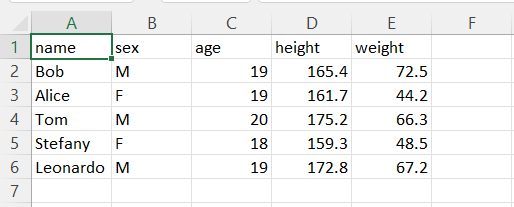 A B C D E F
1 name sex age height weight
2 Bob M 19 165.4 72.5
3 Alice F 19 161.7 44.2
4 Tom M 20 175.2 66.3
5 Stefany F 18 159.3 48.5
6 Leonardo M 19 172.8 67.2
7